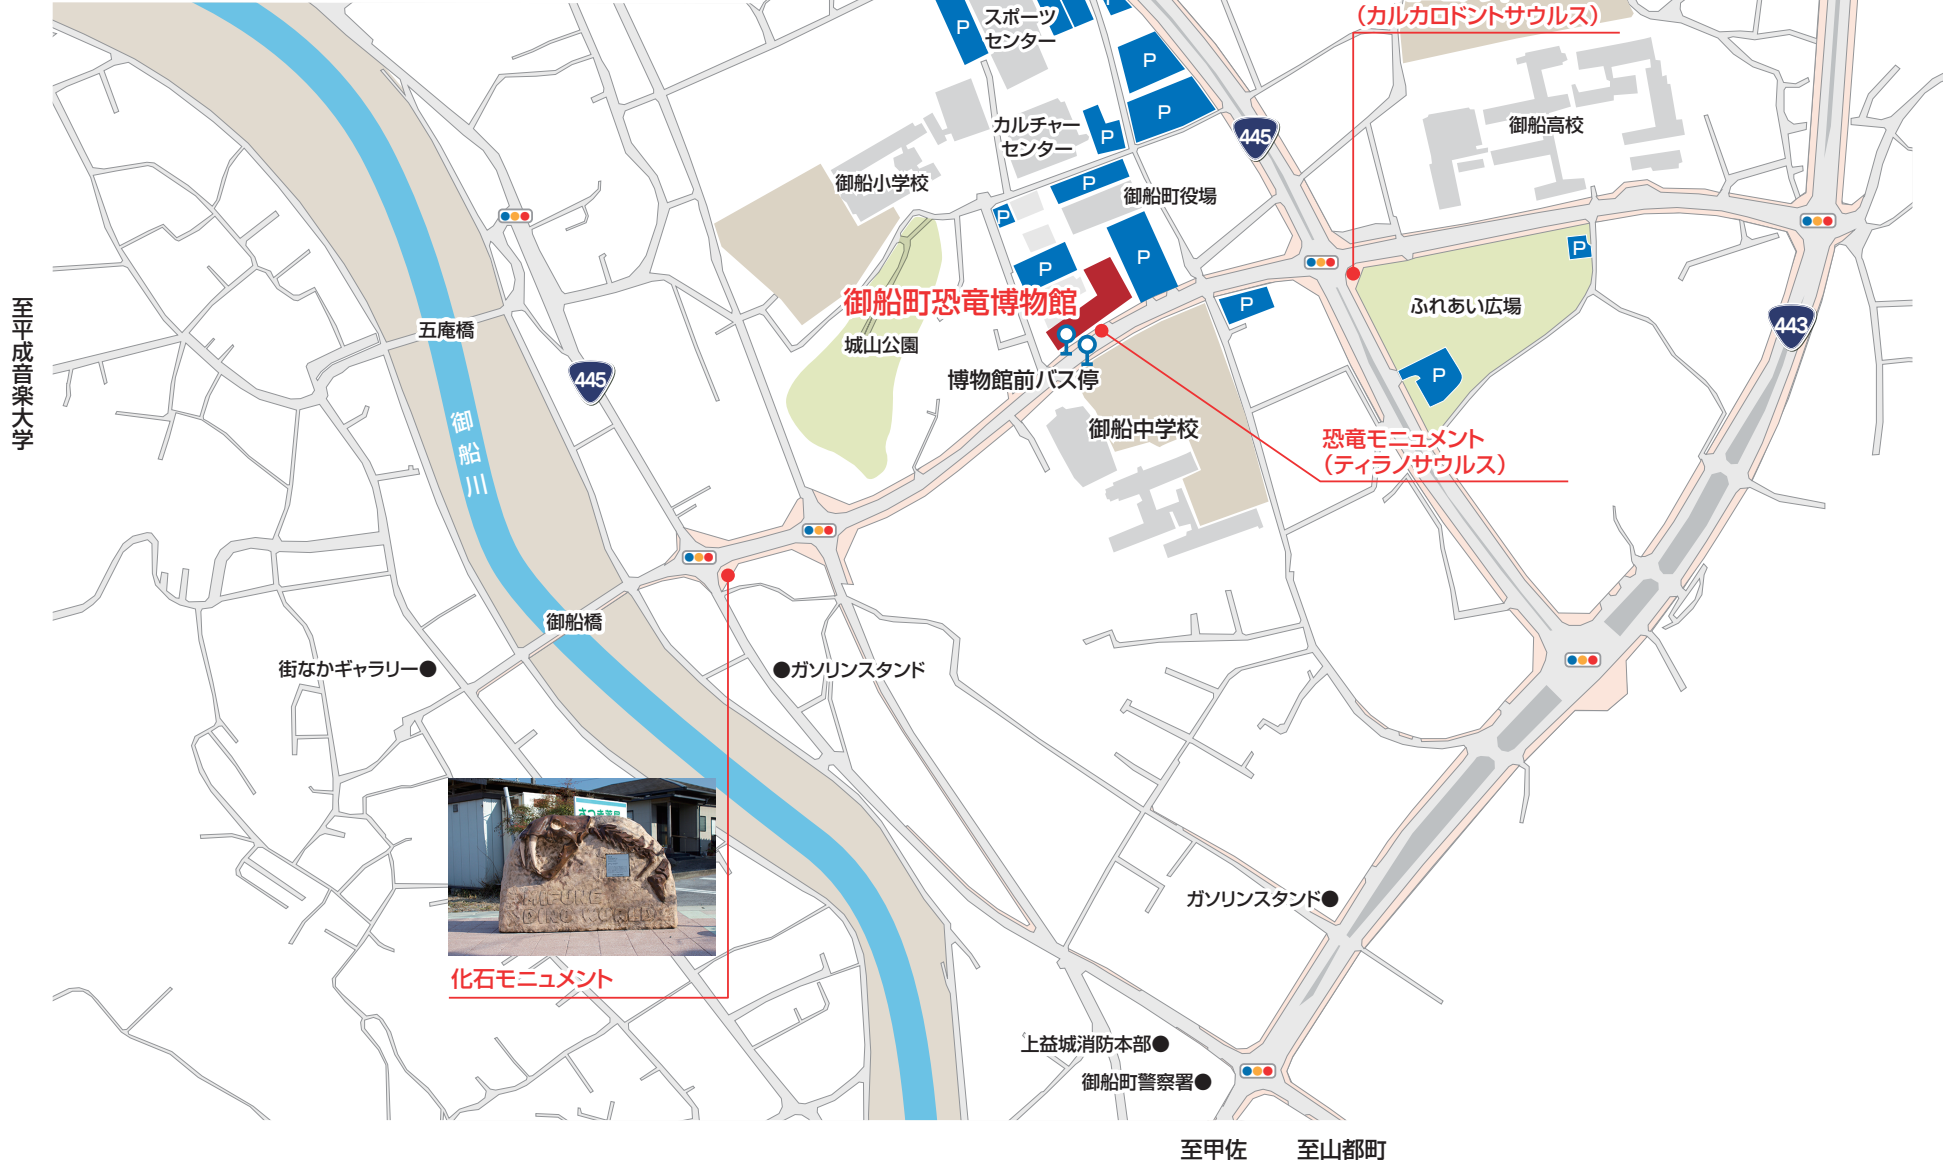 (カルカロドントサウルス)
P
スポーツ
センター
P
P
P
445
カルチャー
センター
P
御船高校
御船小学校
P
御船町役場
P
P
P
P
御船町恐竜博物館
P
ふれあい広場
至平成音楽大学
五庵橋
城山公園
443
445
博物館前バス停
P
御船川
御船中学校
恐竜モニュメント
(ティラノサウルス)
御船橋
街なかギャラリー
ガソリンスタンド
さつき薬局
MIFUNE
DINO WORLD
ガソリンスタンド
化石モニュメント
上益城消防本部
御船町警察署
至甲佐
至山都町